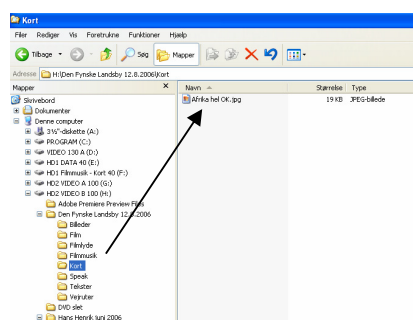 Kort
Filer Rediger Vis Foretrukne Funktioner Hjælp
Tilbage Søg Mapper
Adresse H:\Den Fynske Landsby 12.8.2006\Kort
Mapper × Navn Størrelse Type
Skrivebord
Afrika hel OK.jpg 19 KB JPEG-billede
Dokumenter
Denne computer
3½"-diskette (A:)
PROGRAM (C:)
VIDEO 130 A (D:)
HD1 DATA 40 (E:)
HD1 Filmmusik - Kort 40 (F:)
HD2 VIDEO A 100 (G:)
HD2 VIDEO B 100 (H:)
Adobe Premiere Preview Files
Den Fynske Landsby 12.8.2006
Billeder
Film
Filmlyde
Filmmusik
Kort
Speak
Tekster
Vejruter
DVD slet
Hans Henrik juni 2006